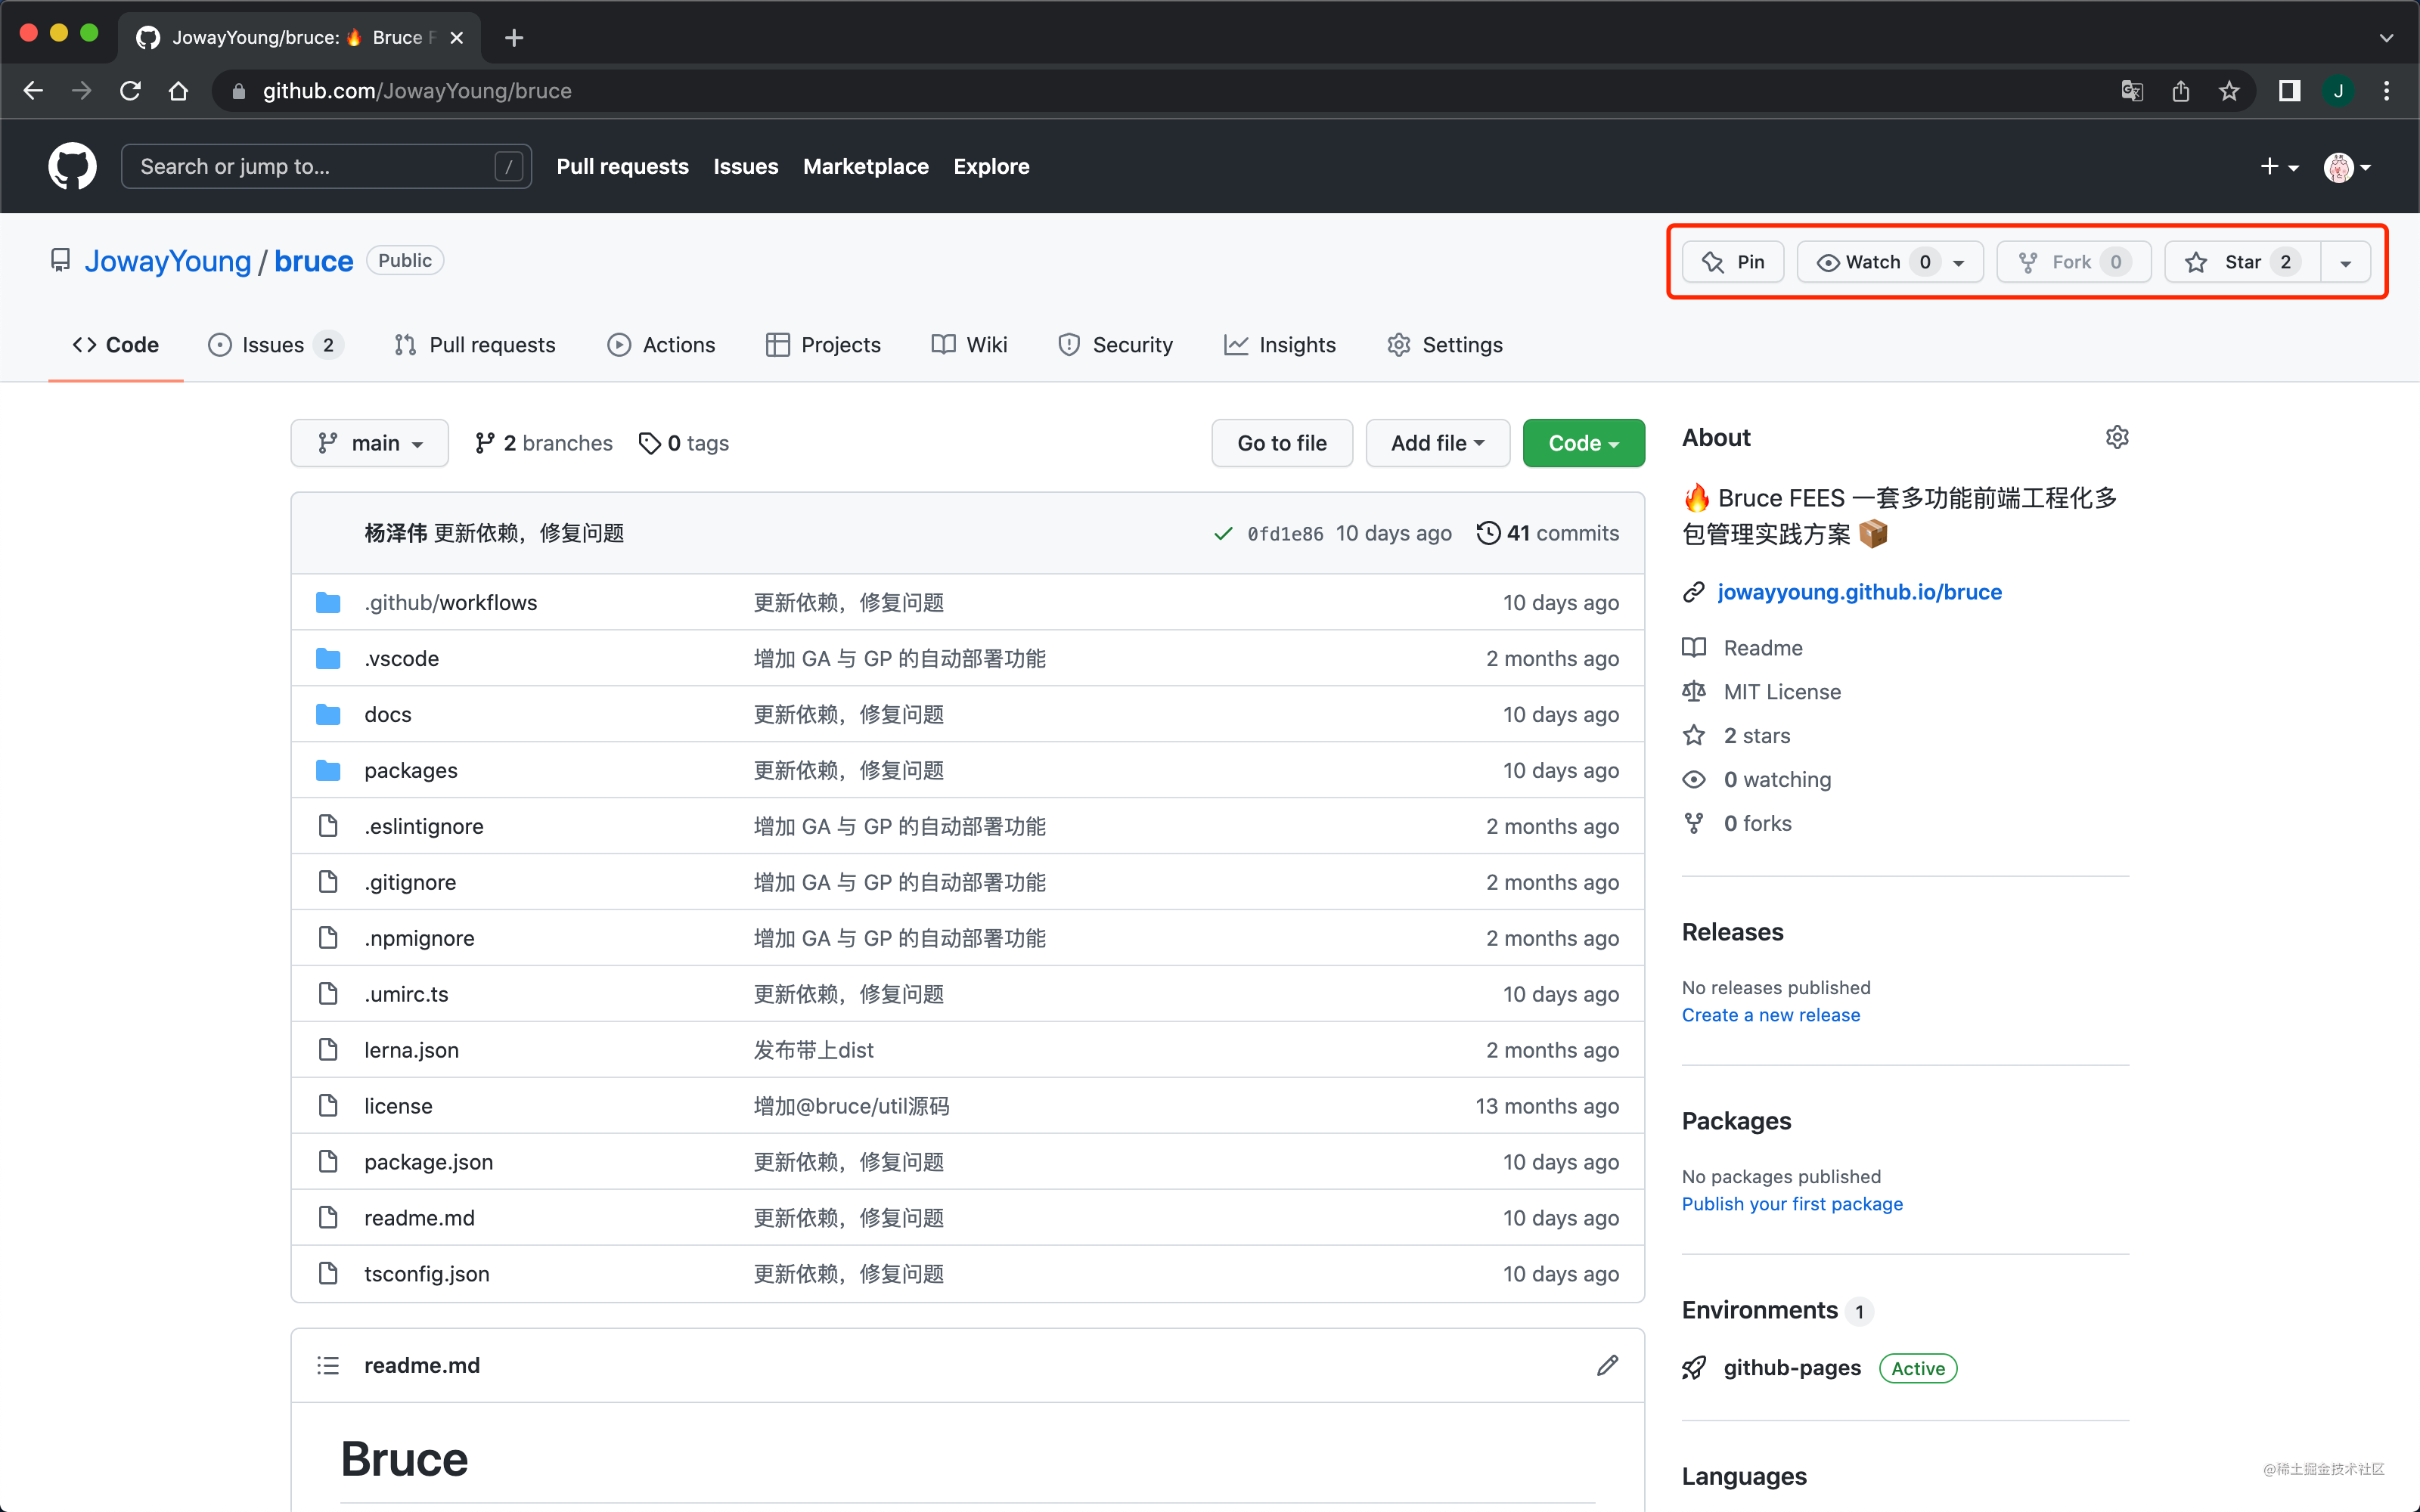 JowayYoung/bruce: 🔥 Bruce F
github.com/JowayYoung/bruce
J
Search or jump to... /
Pull requests Issues Marketplace Explore
JowayYoung / bruce Public
Pin Watch 0 Fork 0 Star 2
Code Issues 2 Pull requests Actions Projects Wiki Security Insights Settings
main 2 branches 0 tags Go to file Add file Code
杨泽伟 更新依赖，修复问题 0fd1e86 10 days ago 41 commits
.github/workflows 更新依赖，修复问题 10 days ago
.vscode 增加 GA 与 GP 的自动部署功能 2 months ago
docs 更新依赖，修复问题 10 days ago
packages 更新依赖，修复问题 10 days ago
.eslintignore 增加 GA 与 GP 的自动部署功能 2 months ago
.gitignore 增加 GA 与 GP 的自动部署功能 2 months ago
.npmignore 增加 GA 与 GP 的自动部署功能 2 months ago
.umirc.ts 更新依赖，修复问题 10 days ago
lerna.json 发布带上dist 2 months ago
license 增加@bruce/util源码 13 months ago
package.json 更新依赖，修复问题 10 days ago
readme.md 更新依赖，修复问题 10 days ago
tsconfig.json 更新依赖，修复问题 10 days ago
readme.md
Bruce
About
🔥 Bruce FEES 一套多功能前端工程化多
包管理实践方案 📦
jowayyoung.github.io/bruce
Readme
MIT License
2 stars
0 watching
0 forks
Releases
No releases published
Create a new release
Packages
No packages published
Publish your first package
Environments 1
github-pages Active
Languages
@稀土掘金技术社区